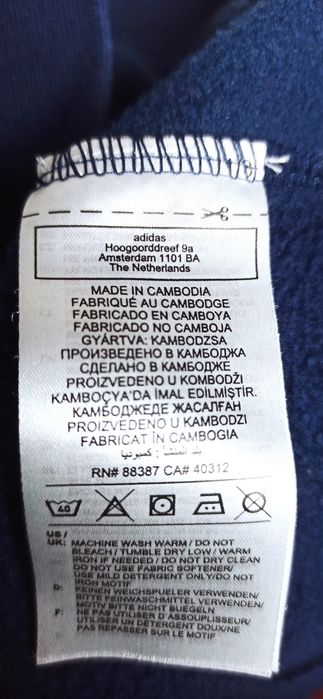 adidas
Hoogoorddreef 9a
Amsterdam 1101 BA
The Netherlands
MADE IN CAMBODIA
FABRIQUÉ AU CAMBODGE
FABRICADO EN CAMBOYA
FABRICADO NO CAMBOJA
GYÁRTVA: KAMBODZSA
ПРОИЗВЕДЕНО В КАМБОДЖА
СДЕЛАНО В КАМБОДЖЕ
PROIZVEDENO U KOMBODŽI
KAMBOÇYA'DA İMAL EDİLMİŞTİR.
КАМБОДЖЕДЕ ЖАСАЛҒАН
PROIZVEDENO U KAMBODŽI
FABRICAT ÎN CAMBOGIA
بلد المنشأ : كمبوديا
RN# 88387 CA# 40312
40
US /
UK: MACHINE WASH WARM / DO NOT
BLEACH / TUMBLE DRY LOW / WARM
IRON IF NEEDED / DO NOT DRY CLEAN
DO NOT USE FABRIC SOFTENER/
USE MILD DETERGENT ONLY/DO NOT
IRON MOTIF
D: KEINEN WEICHSPUELER VERWENDEN/
BITTE FEINWASCHMITTEL VERWENDEN/
MOTIV BITTE NICHT BUEGELN
F: NE PAS UTILISER D'ASSOUPLISSEUR/
UTILISER UN DETERGENT DOUX/NE
PAS REPASSER SUR LE MOTIF